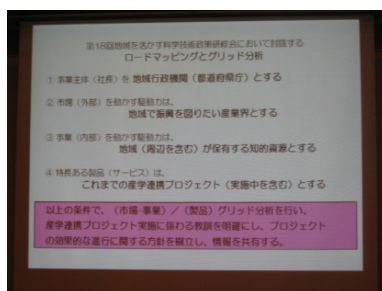 第18回地域を活かす科学技術政策研修会において討議する
ロードマッピングとグリッド分析
① 事業主体（社長）を 地域行政機関（都道府県庁）とする
② 市場（外部）を動かす駆動力は、
地域で振興を図りたい産業界とする
③ 事業（内部）を動かす駆動力は、
地域（周辺を含む）が保有する知的資源とする
④ 特長ある製品（サービス）は、
これまでの産学連携プロジェクト（実施中を含む）とする
以上の条件で、（市場・事業）／（製品）グリッド分析を行い、
産学連携プロジェクト実施に係わる教訓を明確にし、プロジェクト
の効果的な進行に関する方針を樹立し、情報を共有する。